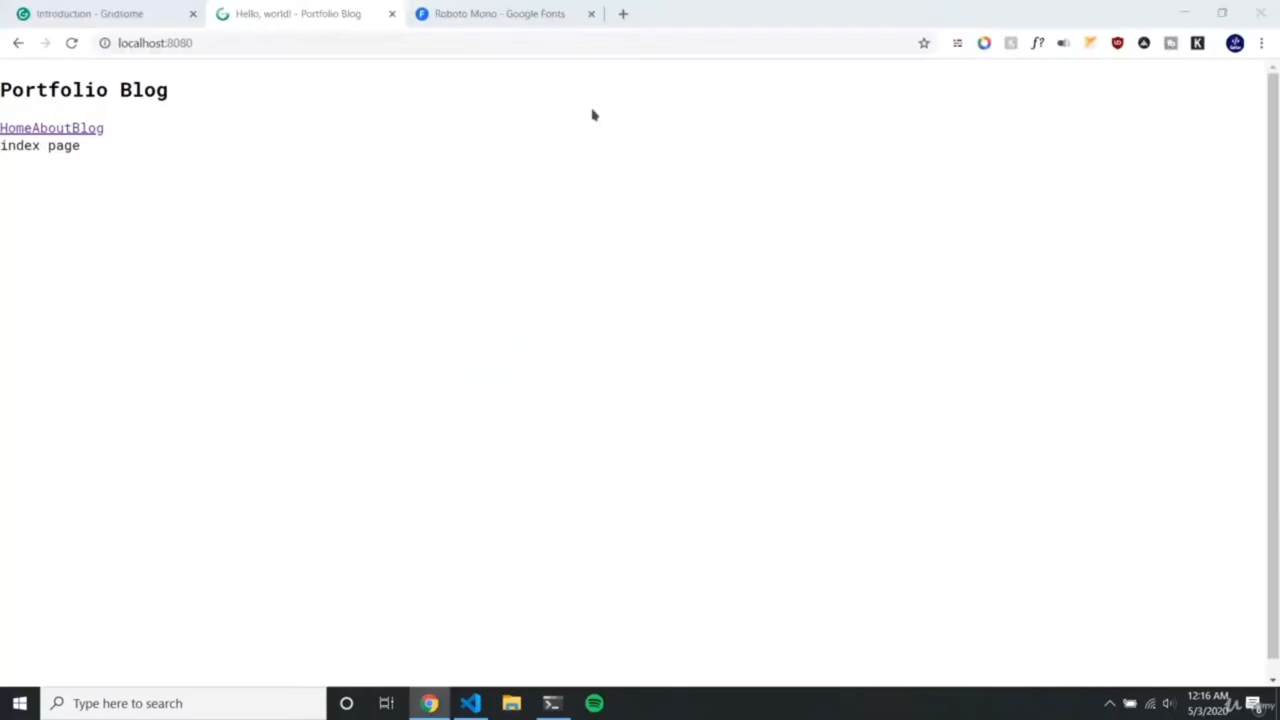 Introduction - Gridsome
Hello, world! - Portfolio Blog
Roboto Mono - Google Fonts
localhost:8080
Portfolio Blog
HomeAboutBlog
index page
Type here to search
12:16 AM
5/3/2020